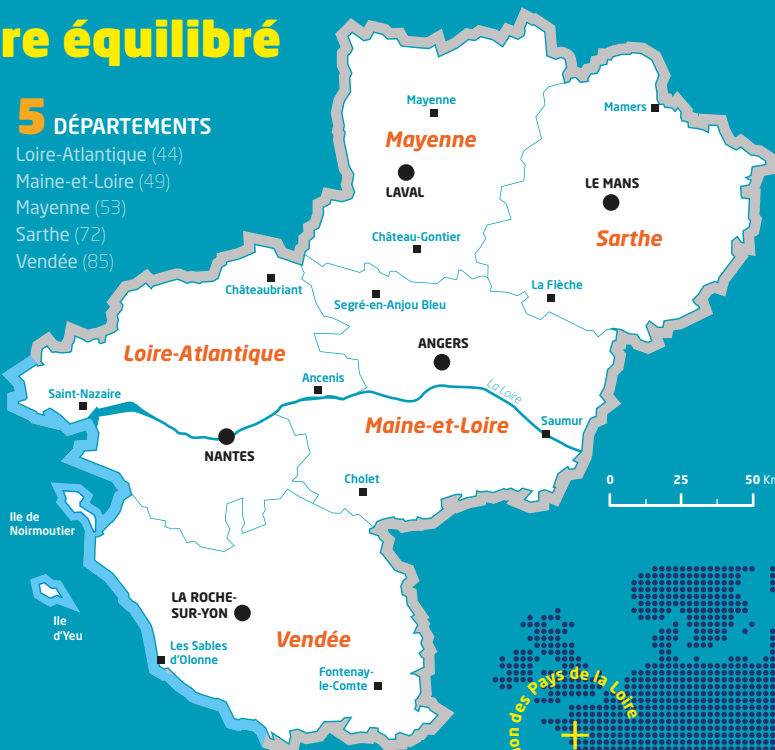 re équilibré
5 DÉPARTEMENTS
Loire-Atlantique (44)
Maine-et-Loire (49)
Mayenne (53)
Sarthe (72)
Vendée (85)
Mayenne
Mayenne
LAVAL
Château-Gontier
Mamers
LE MANS
Sarthe
La Flèche
Châteaubriant
Segré-en-Anjou Bleu
Loire-Atlantique
ANGERS
Ancenis
La Loire
Saint-Nazaire
Maine-et-Loire
Saumur
NANTES
Cholet
0 25 50 Km
Ile de
Noirmoutier
Ile
d'Yeu
LA ROCHE-
SUR-YON
Vendée
Les Sables
d'Olonne
Fontenay-
le-Comte
on des Pays de la Loire